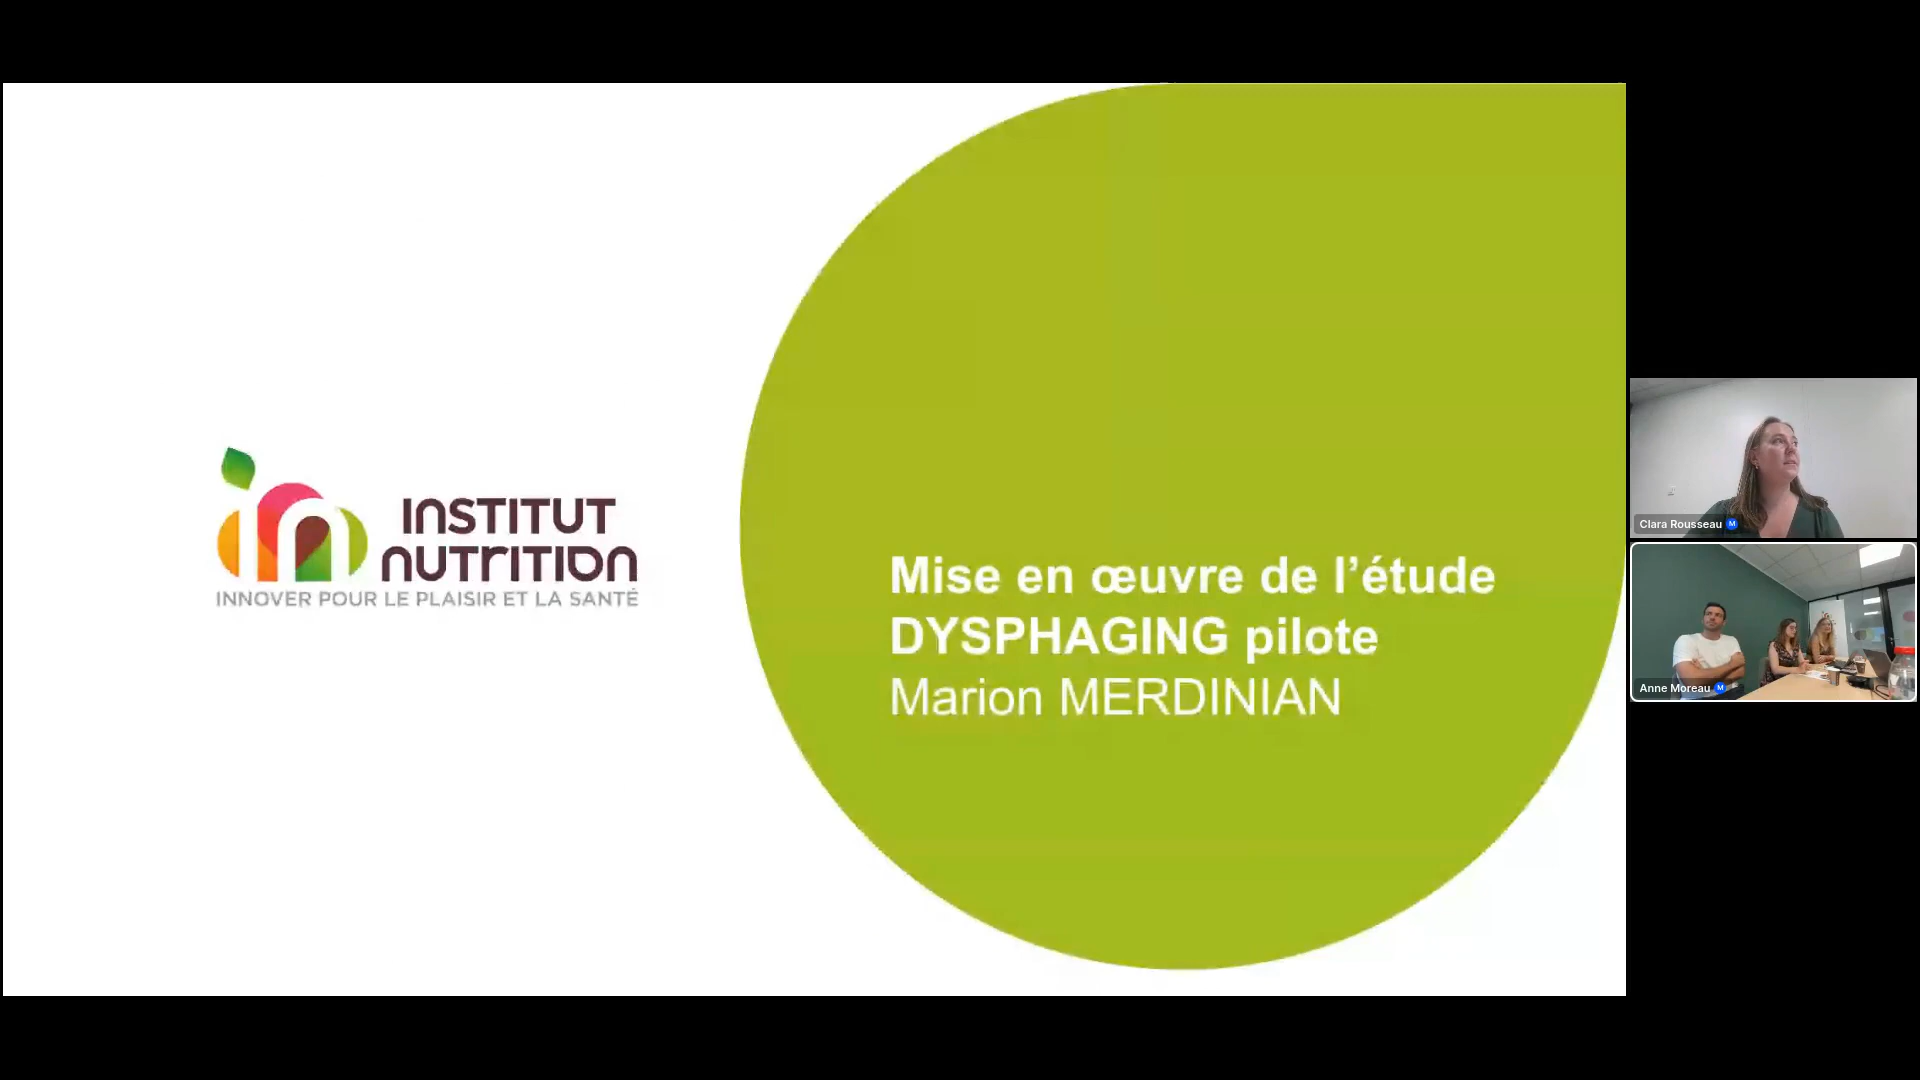 INSTITUT
NUTRITION
INNOVER POUR LE PLAISIR ET LA SANTÉ
Mise en œuvre de l’étude
DYSPHAGING pilote
Marion MERDINIAN
Clara Rousseau M
Anne Moreau M